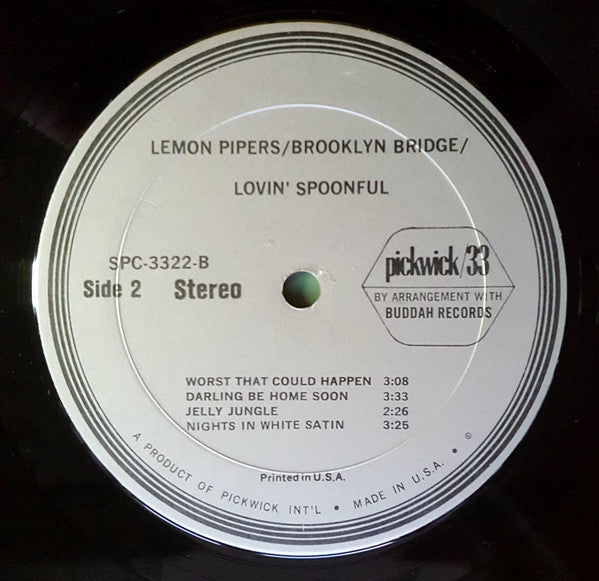 LEMON PIPERS/BROOKLYN BRIDGE/
LOVIN' SPOONFUL
SPC-3322-B
Side 2 Stereo
pickwick/33
BY ARRANGEMENT WITH
BUDDAH RECORDS
WORST THAT COULD HAPPEN 3:08
DARLING BE HOME SOON 3:33
JELLY JUNGLE 2:26
NIGHTS IN WHITE SATIN 3:25
Printed in U.S.A.
A PRODUCT OF PICKWICK INT'L • MADE IN U.S.A. • ©